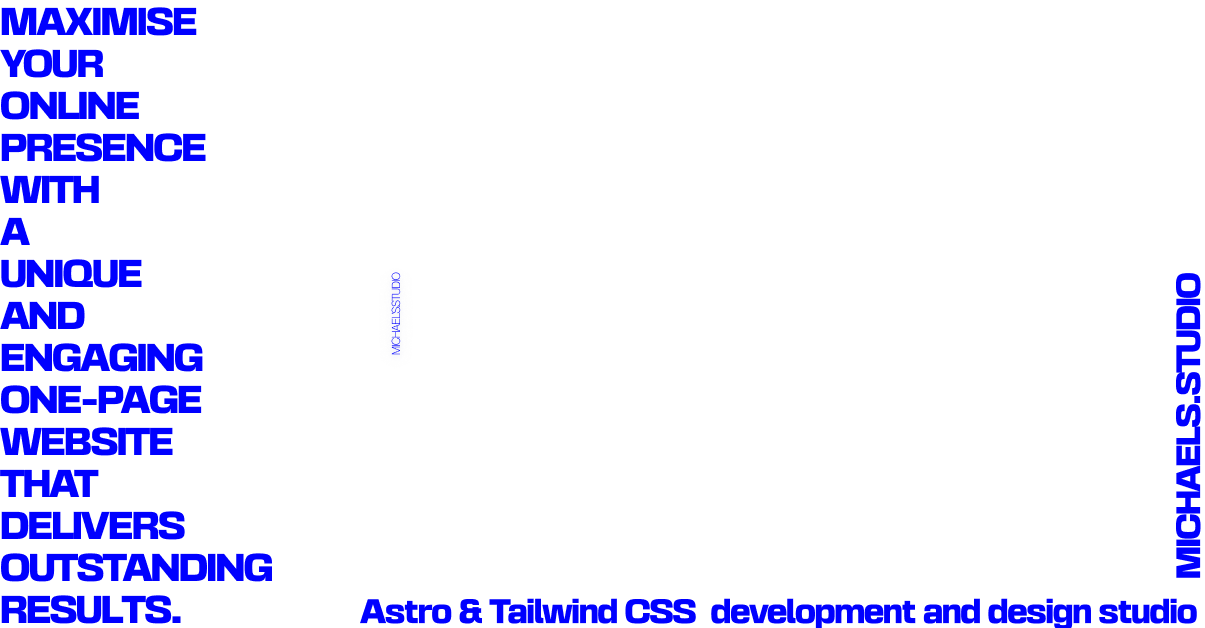 MAXIMISE
YOUR
ONLINE
PRESENCE
WITH
A
UNIQUE
AND
ENGAGING
ONE-PAGE
WEBSITE
THAT
DELIVERS
OUTSTANDING
RESULTS.
MICHAELS.STUDIO
MICHAELS.STUDIO
Astro & Tailwind CSS development and design studio